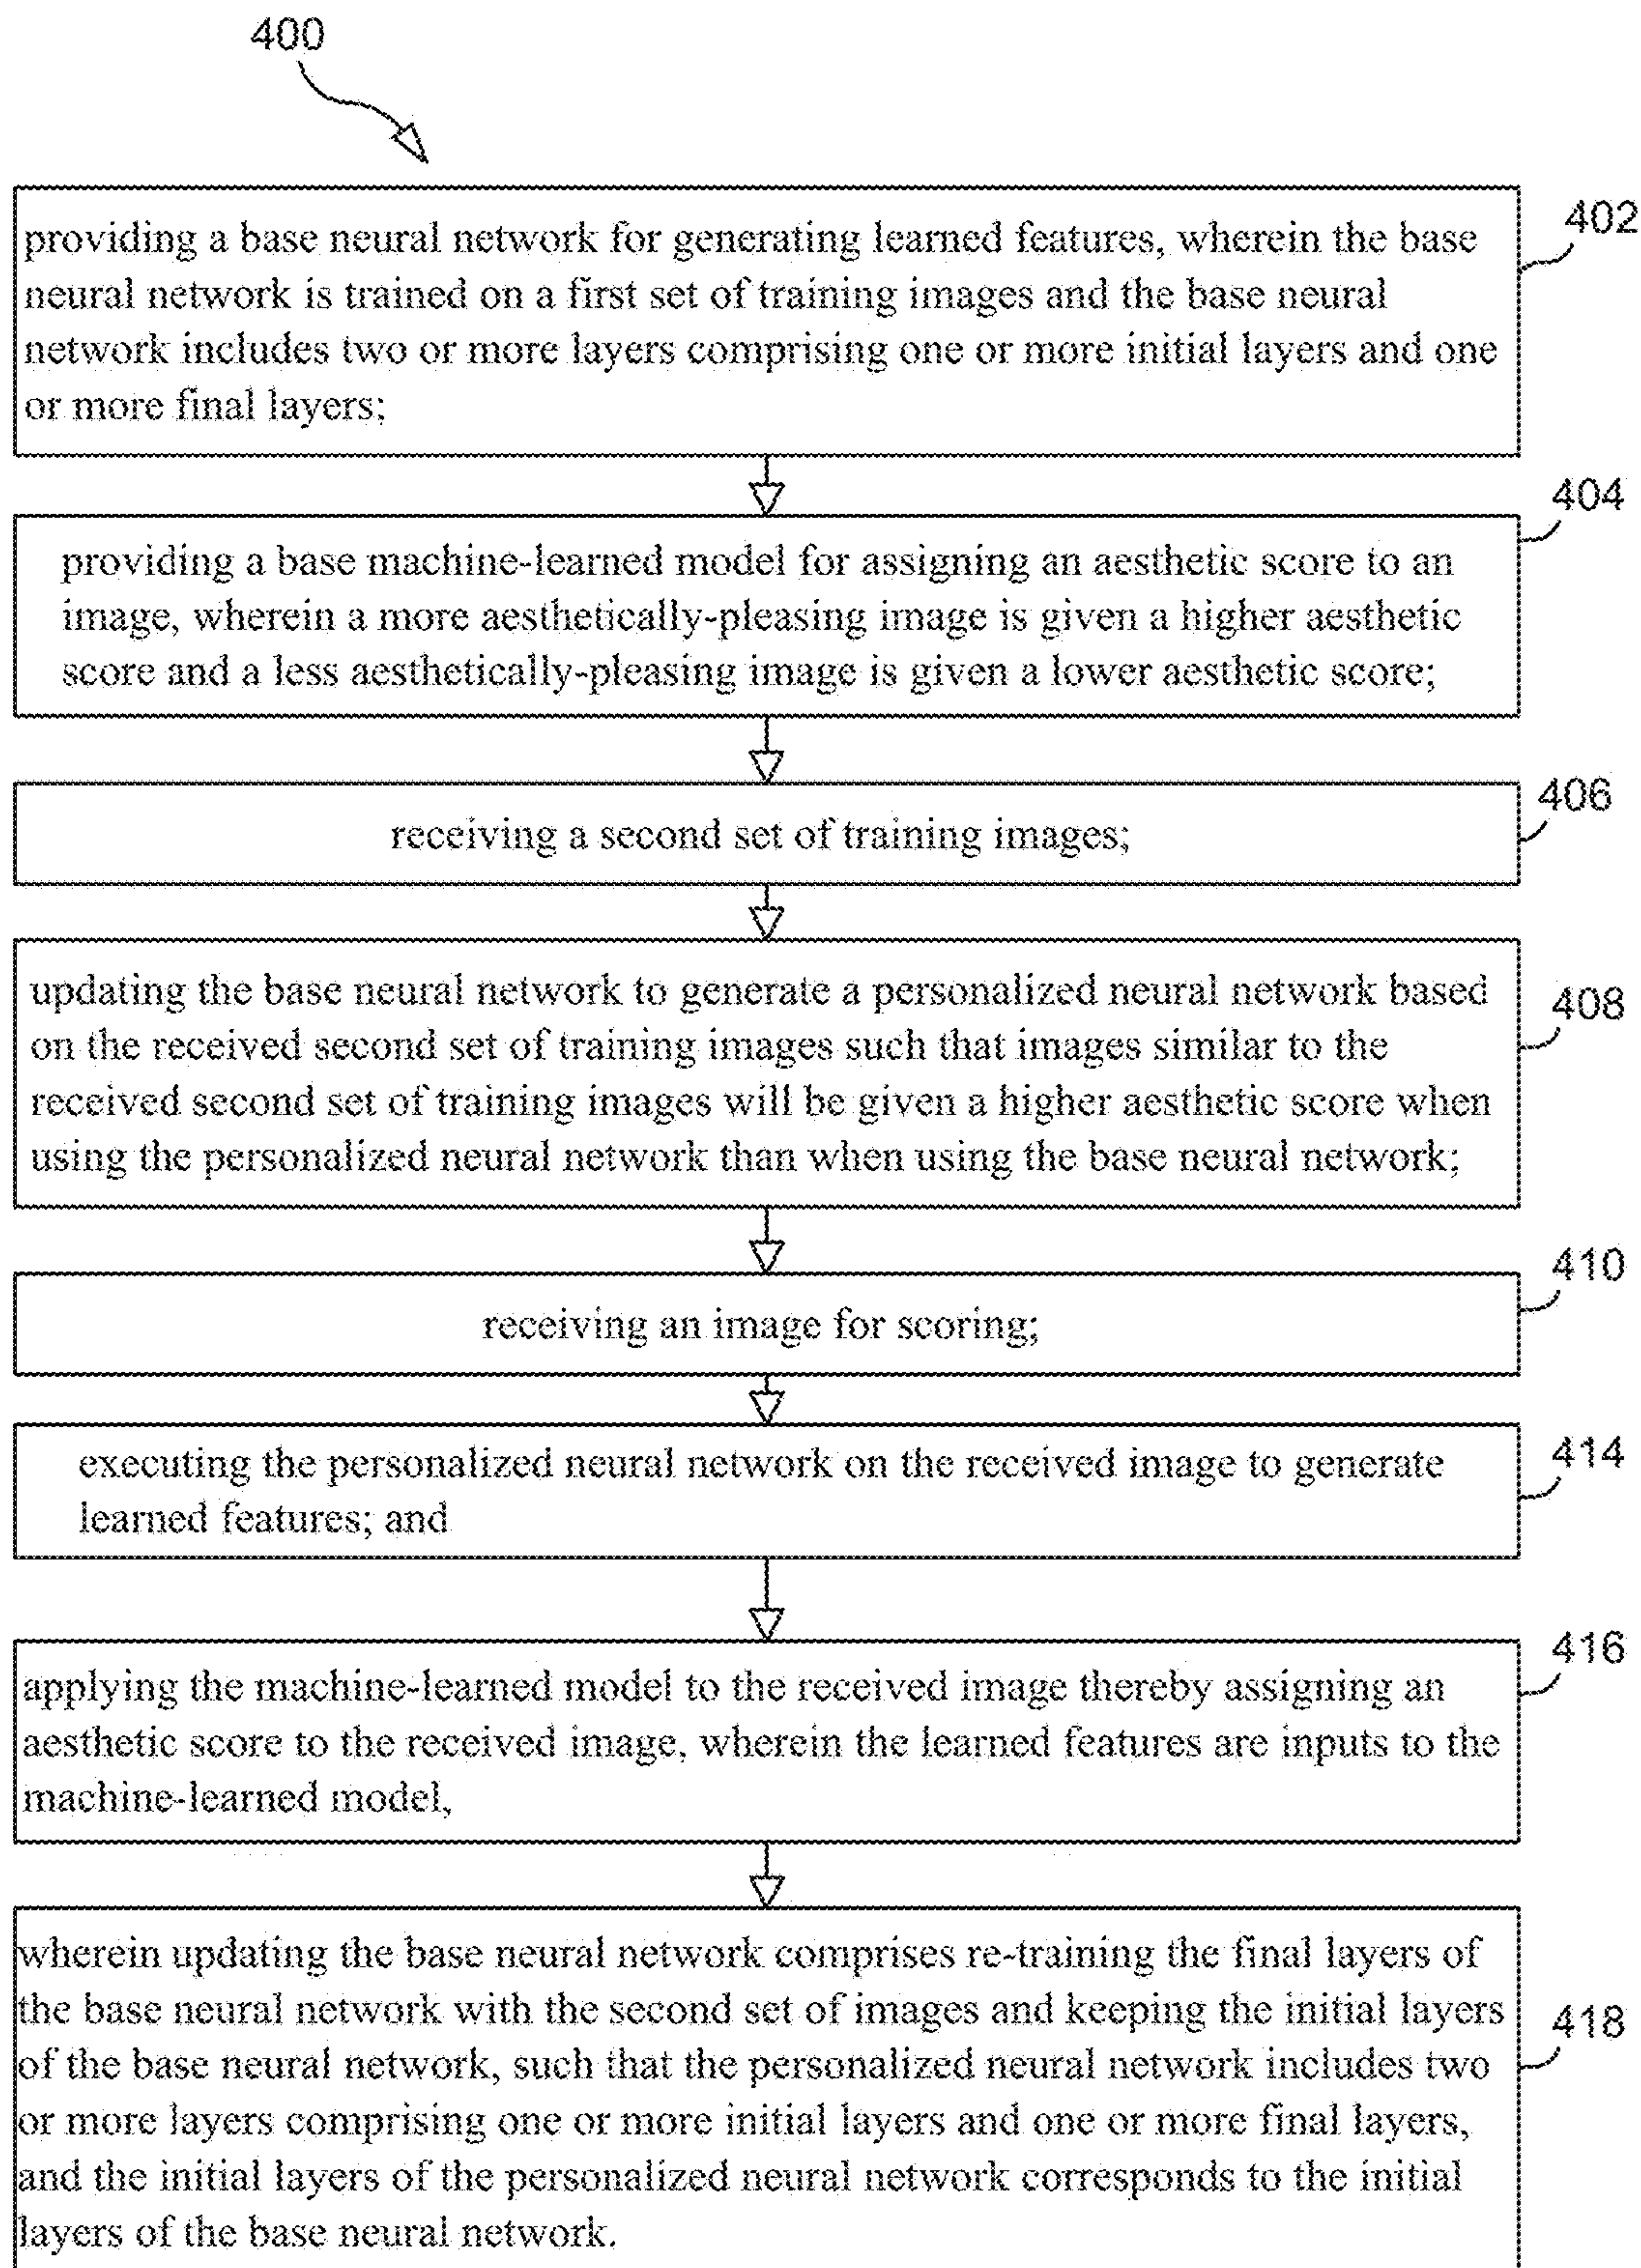 400
402
providing a base neural network for generating learned features, wherein the base
neural network is trained on a first set of training images and the base neural
network includes two or more layers comprising one or more initial layers and one
or more final layers;
404
providing a base machine-learned model for assigning an aesthetic score to an
image, wherein a more aesthetically-pleasing image is given a higher aesthetic
score and a less aesthetically-pleasing image is given a lower aesthetic score;
406
receiving a second set of training images;
408
updating the base neural network to generate a personalized neural network based
on the received second set of training images such that images similar to the
received second set of training images will be given a higher aesthetic score when
using the personalized neural network than when using the base neural network;
410
receiving an image for scoring;
414
executing the personalized neural network on the received image to generate
learned features; and
416
applying the machine-learned model to the received image thereby assigning an
aesthetic score to the received image, wherein the learned features are inputs to the
machine-learned model,
418
wherein updating the base neural network comprises re-training the final layers of
the base neural network with the second set of images and keeping the initial layers
of the base neural network, such that the personalized neural network includes two
or more layers comprising one or more initial layers and one or more final layers,
and the initial layers of the personalized neural network corresponds to the initial
layers of the base neural network.